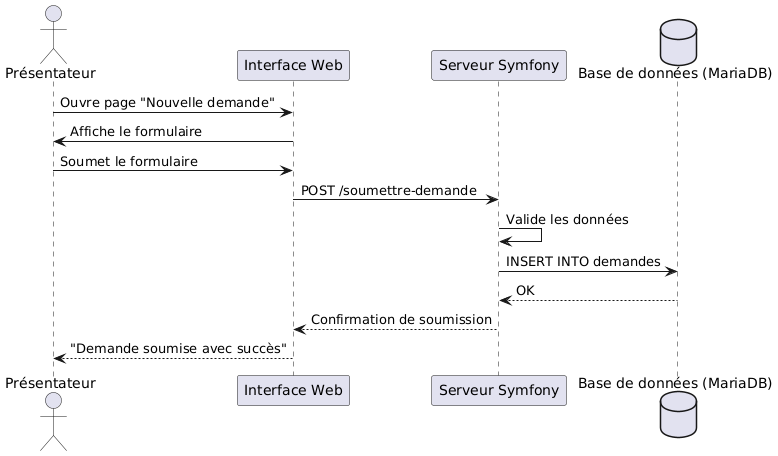 Présentateur
Interface Web
Serveur Symfony
Base de données (MariaDB)
Ouvre page "Nouvelle demande"
Affiche le formulaire
Soumet le formulaire
POST /soumettre-demande
Valide les données
INSERT INTO demandes
OK
Confirmation de soumission
"Demande soumise avec succès"
Présentateur
Interface Web
Serveur Symfony
Base de données (MariaDB)